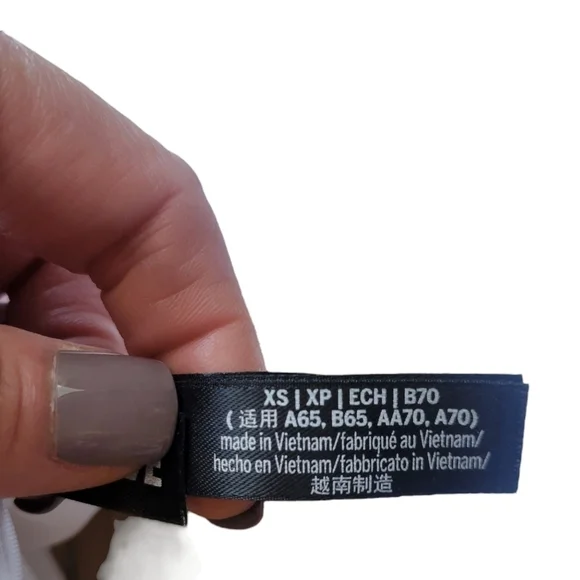 XS | XP | ECH | B70
( 适用 A65, B65, AA70, A70)
made in Vietnam/fabriqué au Vietnam/
hecho en Vietnam/fabbricato in Vietnam/
越南制造